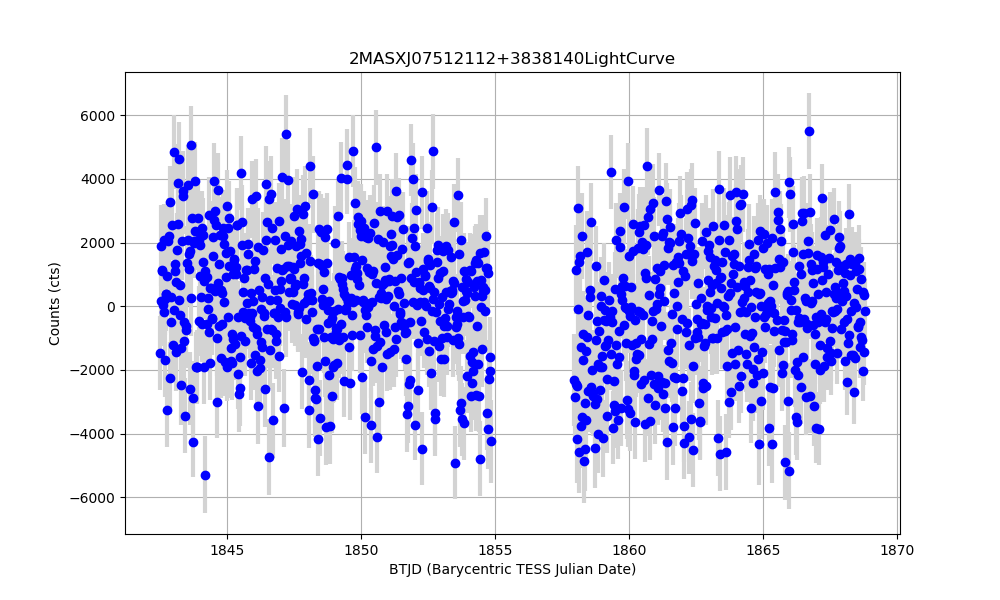 2MASXJ07512112+3838140LightCurve
6000
4000
2000
0
−2000
−4000
−6000
Counts (cts)
1845 1850 1855 1860 1865 1870
BTJD (Barycentric TESS Julian Date)